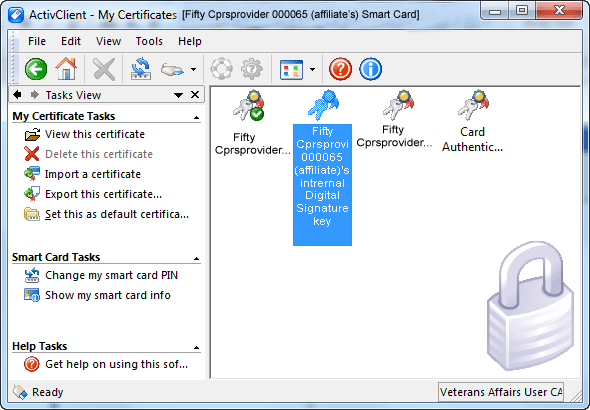 ActivClient - My Certificates [Fifty Cprsprovider 000065 (affiliate's) Smart Card]
File Edit View Tools Help
Tasks View
My Certificate Tasks
View this certificate
Delete this certificate
Import a certificate
Export this certificate...
Set this as default certifica...
Smart Card Tasks
Change my smart card PIN
Show my smart card info
Help Tasks
Get help on using this sof...
Fifty
Cprsprovider...
Fifty
Cprsprovi
000065
(affiliate)'s
intrernal
Digital
Signature
key
Fifty
Cprsprovider...
Card
Authentic...
Ready
Veterans Affairs User CA